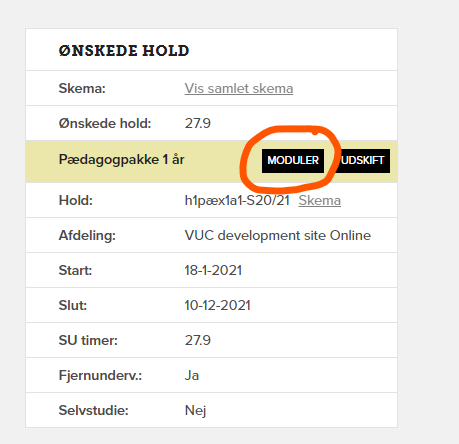 ØNSKEDE HOLD
Skema: Vis samlet skema
Ønskede hold: 27.9
Pædagogpakke 1 år MODULER UDSKIFT
Hold: h1pæx1a1-S20/21 Skema
Afdeling: VUC development site Online
Start: 18-1-2021
Slut: 10-12-2021
SU timer: 27.9
Fjernunderv.: Ja
Selvstudie: Nej